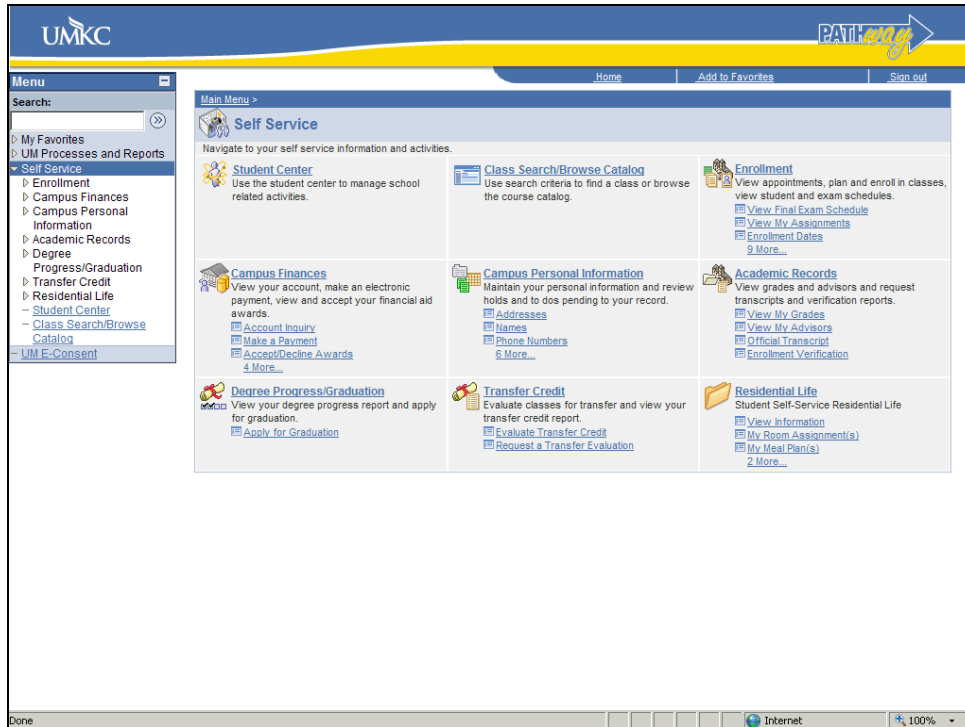 UMKC
PATHway
Home
Add to Favorites
Sign out
Menu
Search:
My Favorites
UM Processes and Reports
Self Service
Enrollment
Campus Finances
Campus Personal
Information
Academic Records
Degree
Progress/Graduation
Transfer Credit
Residential Life
Student Center
Class Search/Browse
Catalog
UM E-Consent
Main Menu >
Self Service
Navigate to your self service information and activities.
Student Center
Use the student center to manage school
related activities.
Class Search/Browse Catalog
Use search criteria to find a class or browse
the course catalog.
Enrollment
View appointments, plan and enroll in classes,
view student and exam schedules.
View Final Exam Schedule
View My Assignments
Enrollment Dates
9 More...
Campus Finances
View your account, make an electronic
payment, view and accept your financial aid
awards.
Account Inquiry
Make a Payment
Accept/Decline Awards
4 More...
Campus Personal Information
Maintain your personal information and review
holds and to dos pending to your record.
Addresses
Names
Phone Numbers
6 More...
Academic Records
View grades and advisors and request
transcripts and verification reports.
View My Grades
View My Advisors
Official Transcript
Enrollment Verification
Degree Progress/Graduation
View your degree progress report and apply
for graduation.
Apply for Graduation
Transfer Credit
Evaluate classes for transfer and view your
transfer credit report.
Evaluate Transfer Credit
Request a Transfer Evaluation
Residential Life
Student Self-Service Residential Life
View Information
My Room Assignment(s)
My Meal Plan(s)
2 More...
Done
Internet
100%